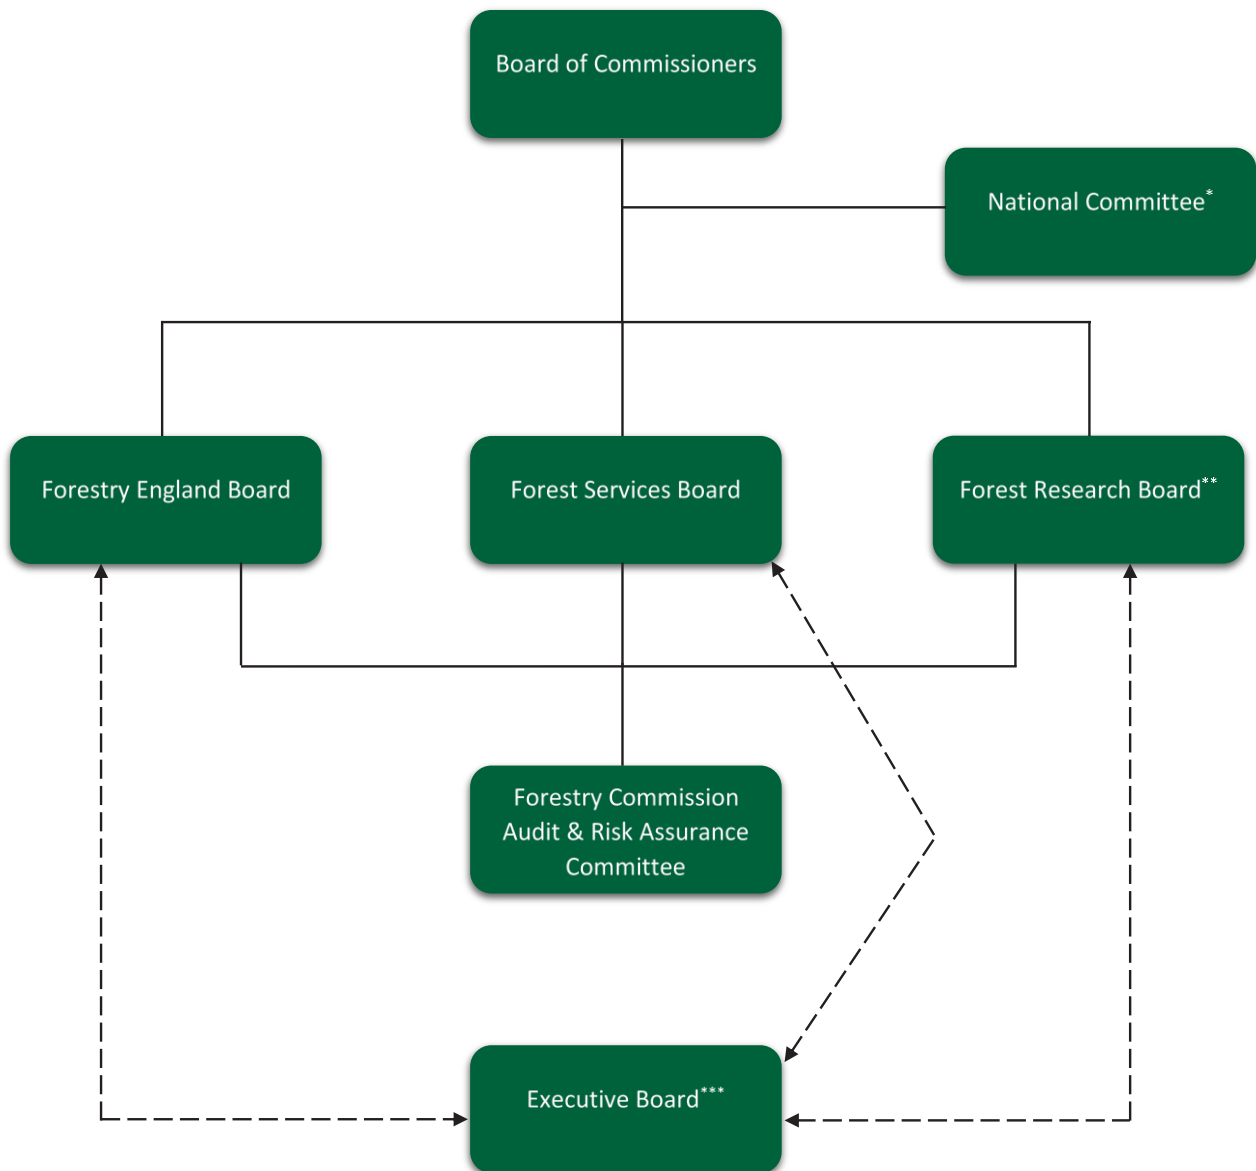 Board of Commissioners
National Committee*
Forestry England Board
Forest Services Board
Forest Research Board**
Forestry Commission
Audit & Risk Assurance
Committee
Executive Board***